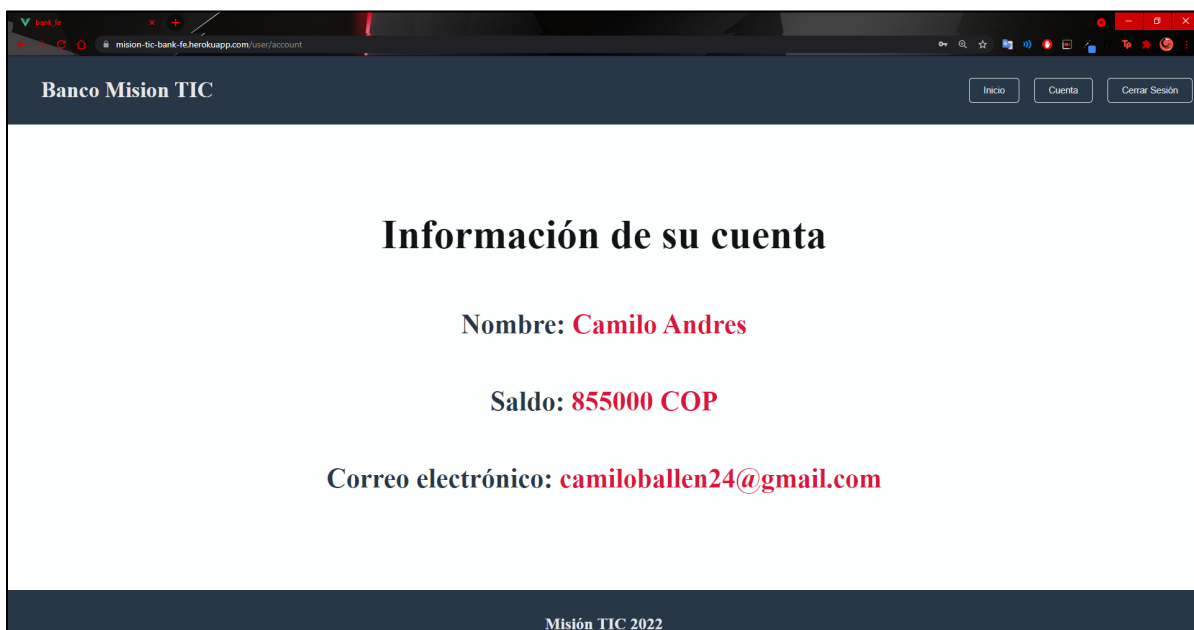 bank_fe
mision-tic-bank-fe.herokuapp.com/user/account
Banco Mision TIC
Inicio
Cuenta
Cerrar Sesión
Información de su cuenta
Nombre: Camilo Andres
Saldo: 855000 COP
Correo electrónico: camiloballen24@gmail.com
Misión TIC 2022